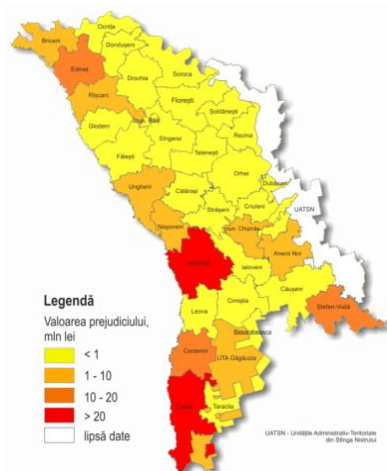 Ocnița
Briceni
Dondușeni
Edineț
Soroca
Drochia
Rîșcani
Florești
Șoldănești
mun. Bălți
Glodeni
Sîngerei
Rezina
Telenești
Fălești
Orhei
Ungheni
Călărași
Dubăsari
Criuleni
Strășeni
UATSN
Nisporeni
mun. Chișinău
Anenii Noi
Ialoveni
Căușeni
Legendă
Valoarea prejudiciului,
mln lei
< 1
1 - 10
10 - 20
> 20
lipsă date
Leova
Cimișlia
Ștefan-Vodă
Basarabeasca
Cantemir
UTA Găgăuzia
Taraclia
UATSN - Unitățile Administrativ-Teritoriale
din Stînga Nistrului